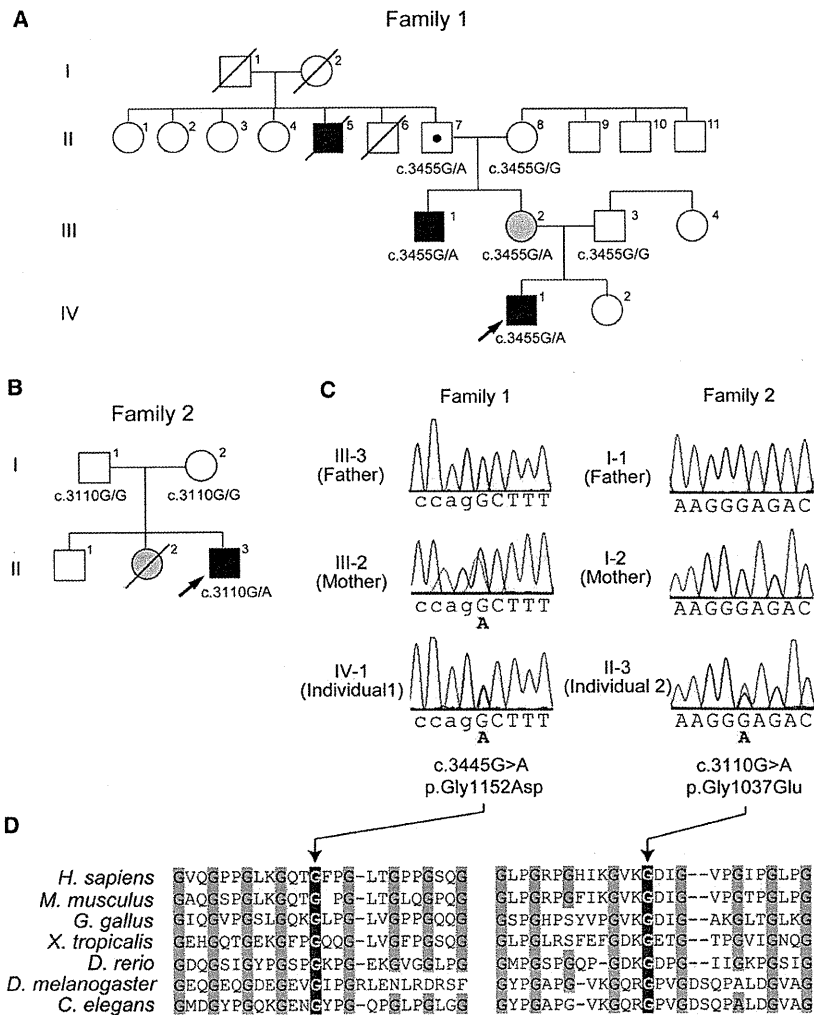 A
Family 1
I
1
2
II
1
2
3
4
5
6
7
8
9
10
11
c.3455G/A
c.3455G/G
III
1
2
3
4
c.3455G/A
c.3455G/A
c.3455G/G
IV
1
2
c.3455G/A
B
Family 2
I
1
2
c.3110G/G
c.3110G/G
II
1
2
3
c.3110G/A
C
Family 1
Family 2
III-3
(Father)
ccagGCTTT
I-1
(Father)
AAGGGAGAC
III-2
(Mother)
ccagGCTTT
A
I-2
(Mother)
AAGGGAGAC
IV-1
(Individual1)
ccagGCTTT
A
II-3
(Individual 2)
AAGGGAGAC
A
c.3445G>A
p.Gly1152Asp
c.3110G>A
p.Gly1037Glu
D
H. sapiens GVQGPPGLKGQTGFPG-LTGPPGSQG GLPGRPGHIKGVKGDIG--VPGIPGLPG
M. musculus GAQGSPGLKGQTG PG-LTGLQGPQG GLPGRPGFIKGVKGDIG--VPGTPGLPG
G. gallus GIQGVPGSLGQKGLPG-LVGPPGQQG GSPGHPSYVPGVKGDIG--AKGLTGLKG
X. tropicalis GEHGQTGEKGFPGQQG-LVGFPGSQG GLPGLRSFEFGDKGETG--TPGVIGNQG
D. rerio GDQGSIGYPGSPGKPG-EKGVGGLPG GMPGSPGQP-GDKGDPG--IIGKPGSIG
D. melanogaster GEQGEQGDEGEVGIPGRLENLRDRSF GYPGAPG-VKGQRGPVGDSQPALDGVAG
C. elegans GMDGYPGQKGENGYPG-QPGLPGLGG GYPGAPG-VKGQRGPVGDSQPALDGVAG